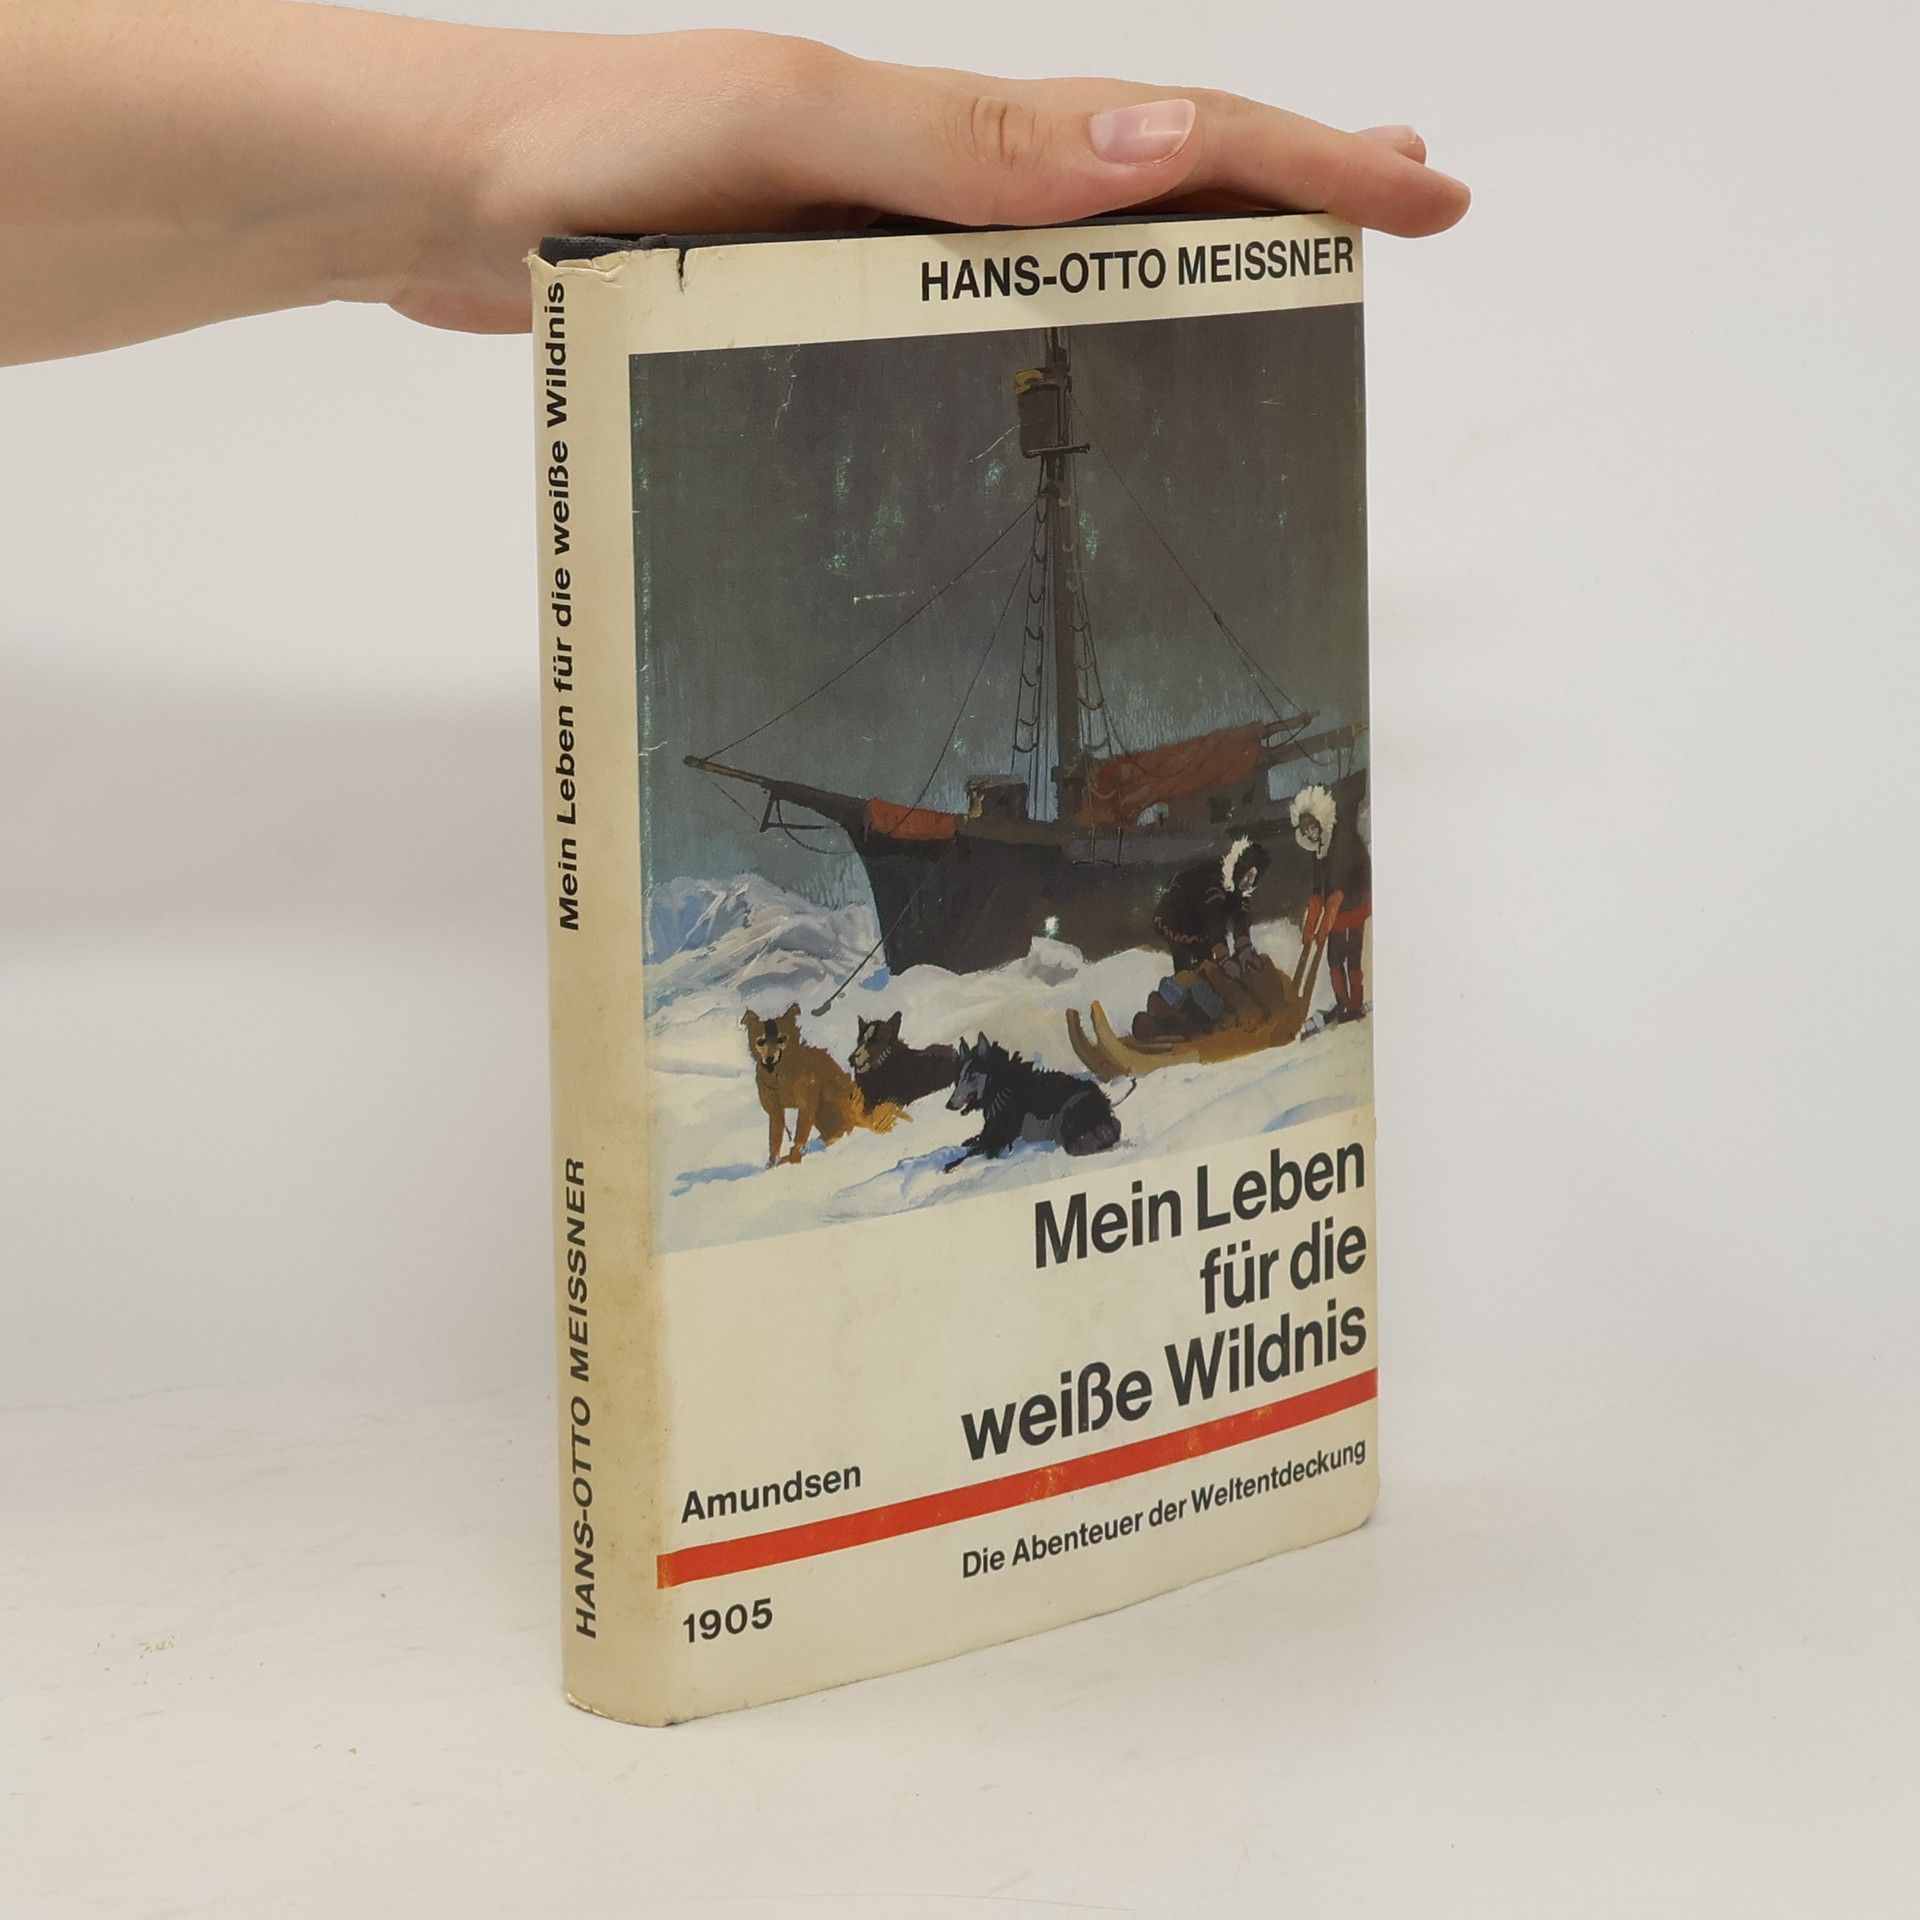 Mein Leben für die weiße Wildnis
HANS-OTTO MEISSNER
HANS-OTTO MEISSNER
Mein Leben
für die
weiße Wildnis
Amundsen
Die Abenteuer der Weltentdeckung
1905